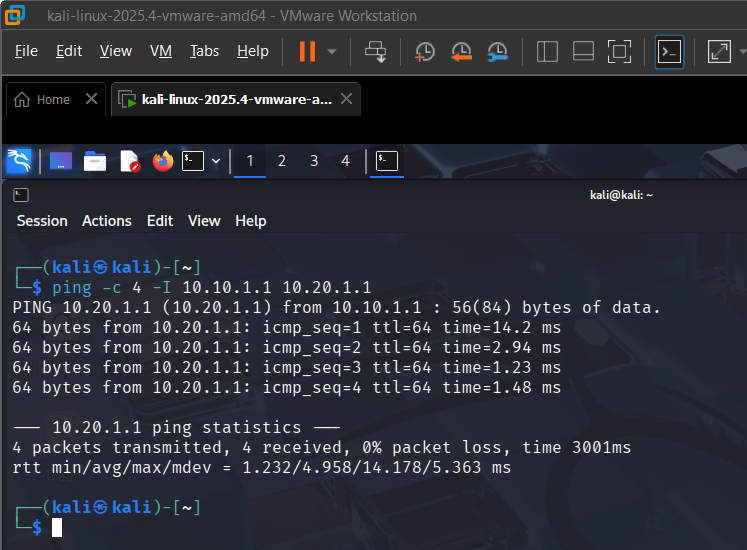 kali-linux-2025.4-vmware-amd64 - VMware Workstation
File Edit View VM Tabs Help
Home kali-linux-2025.4-vmware-a...
1 2 3 4
kali@kali: ~
Session Actions Edit View Help
┌──(kali㉿kali)-[~]
└─$ ping -c 4 -I 10.10.1.1 10.20.1.1
PING 10.20.1.1 (10.20.1.1) from 10.10.1.1 : 56(84) bytes of data.
64 bytes from 10.20.1.1: icmp_seq=1 ttl=64 time=14.2 ms
64 bytes from 10.20.1.1: icmp_seq=2 ttl=64 time=2.94 ms
64 bytes from 10.20.1.1: icmp_seq=3 ttl=64 time=1.23 ms
64 bytes from 10.20.1.1: icmp_seq=4 ttl=64 time=1.48 ms
--- 10.20.1.1 ping statistics ---
4 packets transmitted, 4 received, 0% packet loss, time 3001ms
rtt min/avg/max/mdev = 1.232/4.958/14.178/5.363 ms
┌──(kali㉿kali)-[~]
└─$